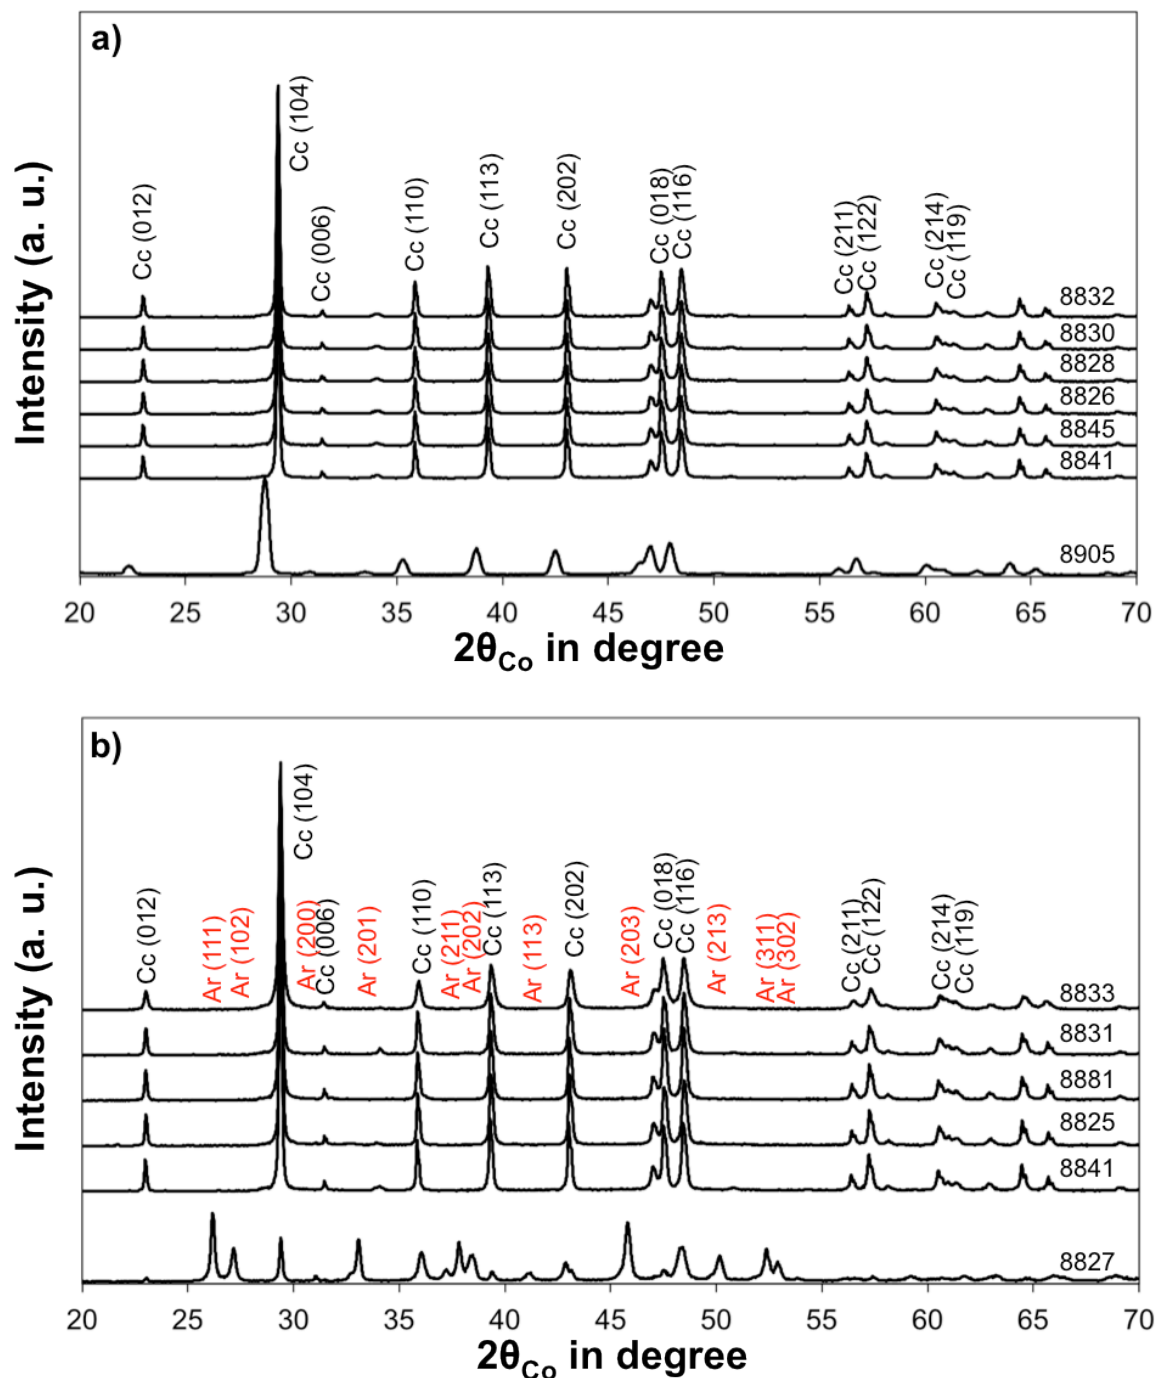 a)
Intensity (a. u.)
Cc (012)
Cc (104)
Cc (006)
Cc (110)
Cc (113)
Cc (202)
Cc (018)
Cc (116)
Cc (211)
Cc (122)
Cc (214)
Cc (119)
8832
8830
8828
8826
8845
8841
8905
20 25 30 35 40 45 50 55 60 65 70
2θCo in degree
b)
Intensity (a. u.)
Cc (012)
Ar (111)
Ar (102)
Cc (104)
Ar (200)
Cc (006)
Ar (201)
Cc (110)
Ar (211)
Ar (202)
Cc (113)
Ar (113)
Cc (202)
Ar (203)
Cc (018)
Cc (116)
Ar (213)
Ar (311)
Ar (302)
Cc (211)
Cc (122)
Cc (214)
Cc (119)
8833
8831
8881
8825
8841
8827
20 25 30 35 40 45 50 55 60 65 70
2θCo in degree